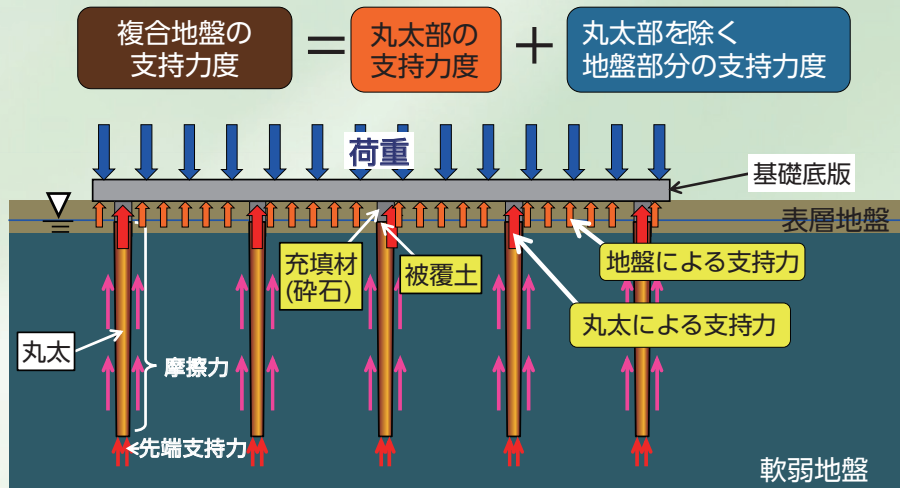 複合地盤の
支持力度
=
丸太部の
支持力度
+
丸太部を除く
地盤部分の支持力度
荷重
基礎底版
表層地盤
充填材
(砕石)
被覆土
地盤による支持力
丸太による支持力
丸太
摩擦力
先端支持力
軟弱地盤